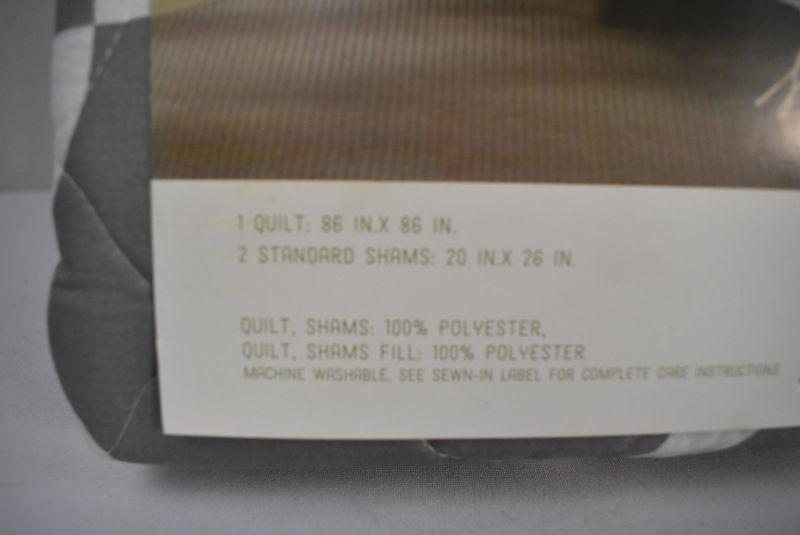 1 QUILT: 86 IN.X 86 IN.
2 STANDARD SHAMS: 20 IN.X 26 IN.
QUILT, SHAMS: 100% POLYESTER,
QUILT, SHAMS FILL: 100% POLYESTER
MACHINE WASHABLE. SEE SEWN-IN LABEL FOR COMPLETE CARE INSTRUCTIONS.